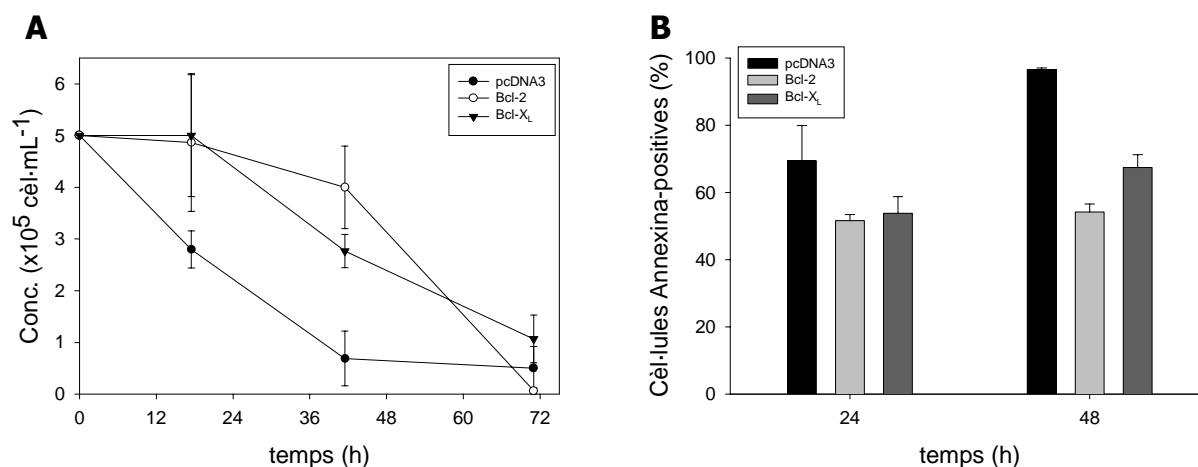 A
Conc. (x10⁵ cèl·mL⁻¹)
6
5
4
3
2
1
0
pcDNA3
Bcl-2
Bcl-X_L
0 12 24 36 48 60 72
temps (h)
B
Cèl·lules Annexina-positives (%)
100
80
60
40
20
0
pcDNA3
Bcl-2
Bcl-X_L
24 48
temps (h)